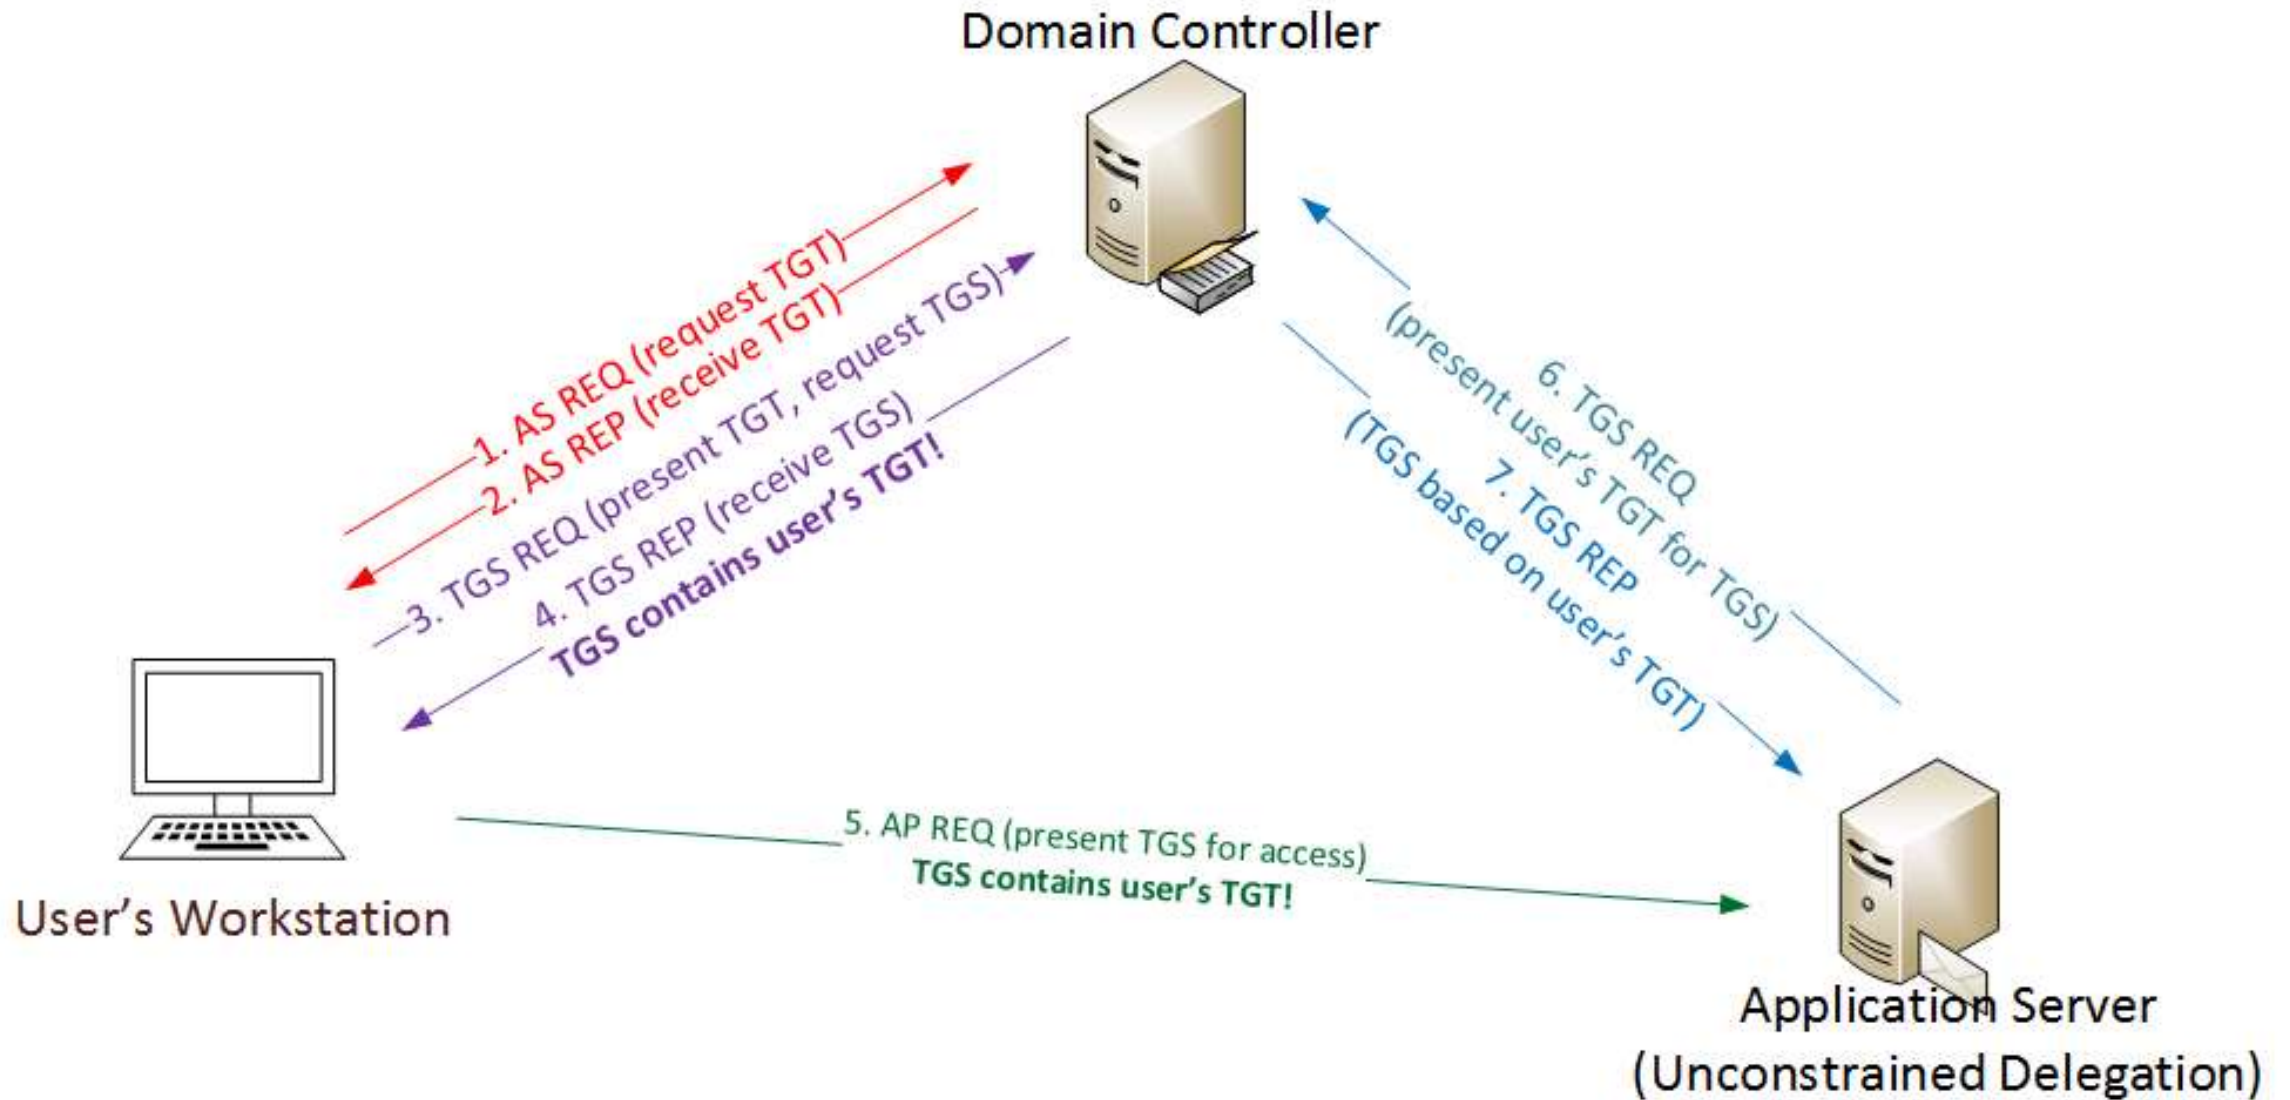 Domain Controller
1. AS REQ (request TGT)
2. AS REP (receive TGT)
3. TGS REQ (present TGT, request TGS)
4. TGS REP (receive TGS)
TGS contains user's TGT!
6. TGS REQ
(present user's TGT for TGS)
7. TGS REP
(TGS based on user's TGT)
5. AP REQ (present TGS for access)
TGS contains user's TGT!
User's Workstation
Application Server
(Unconstrained Delegation)